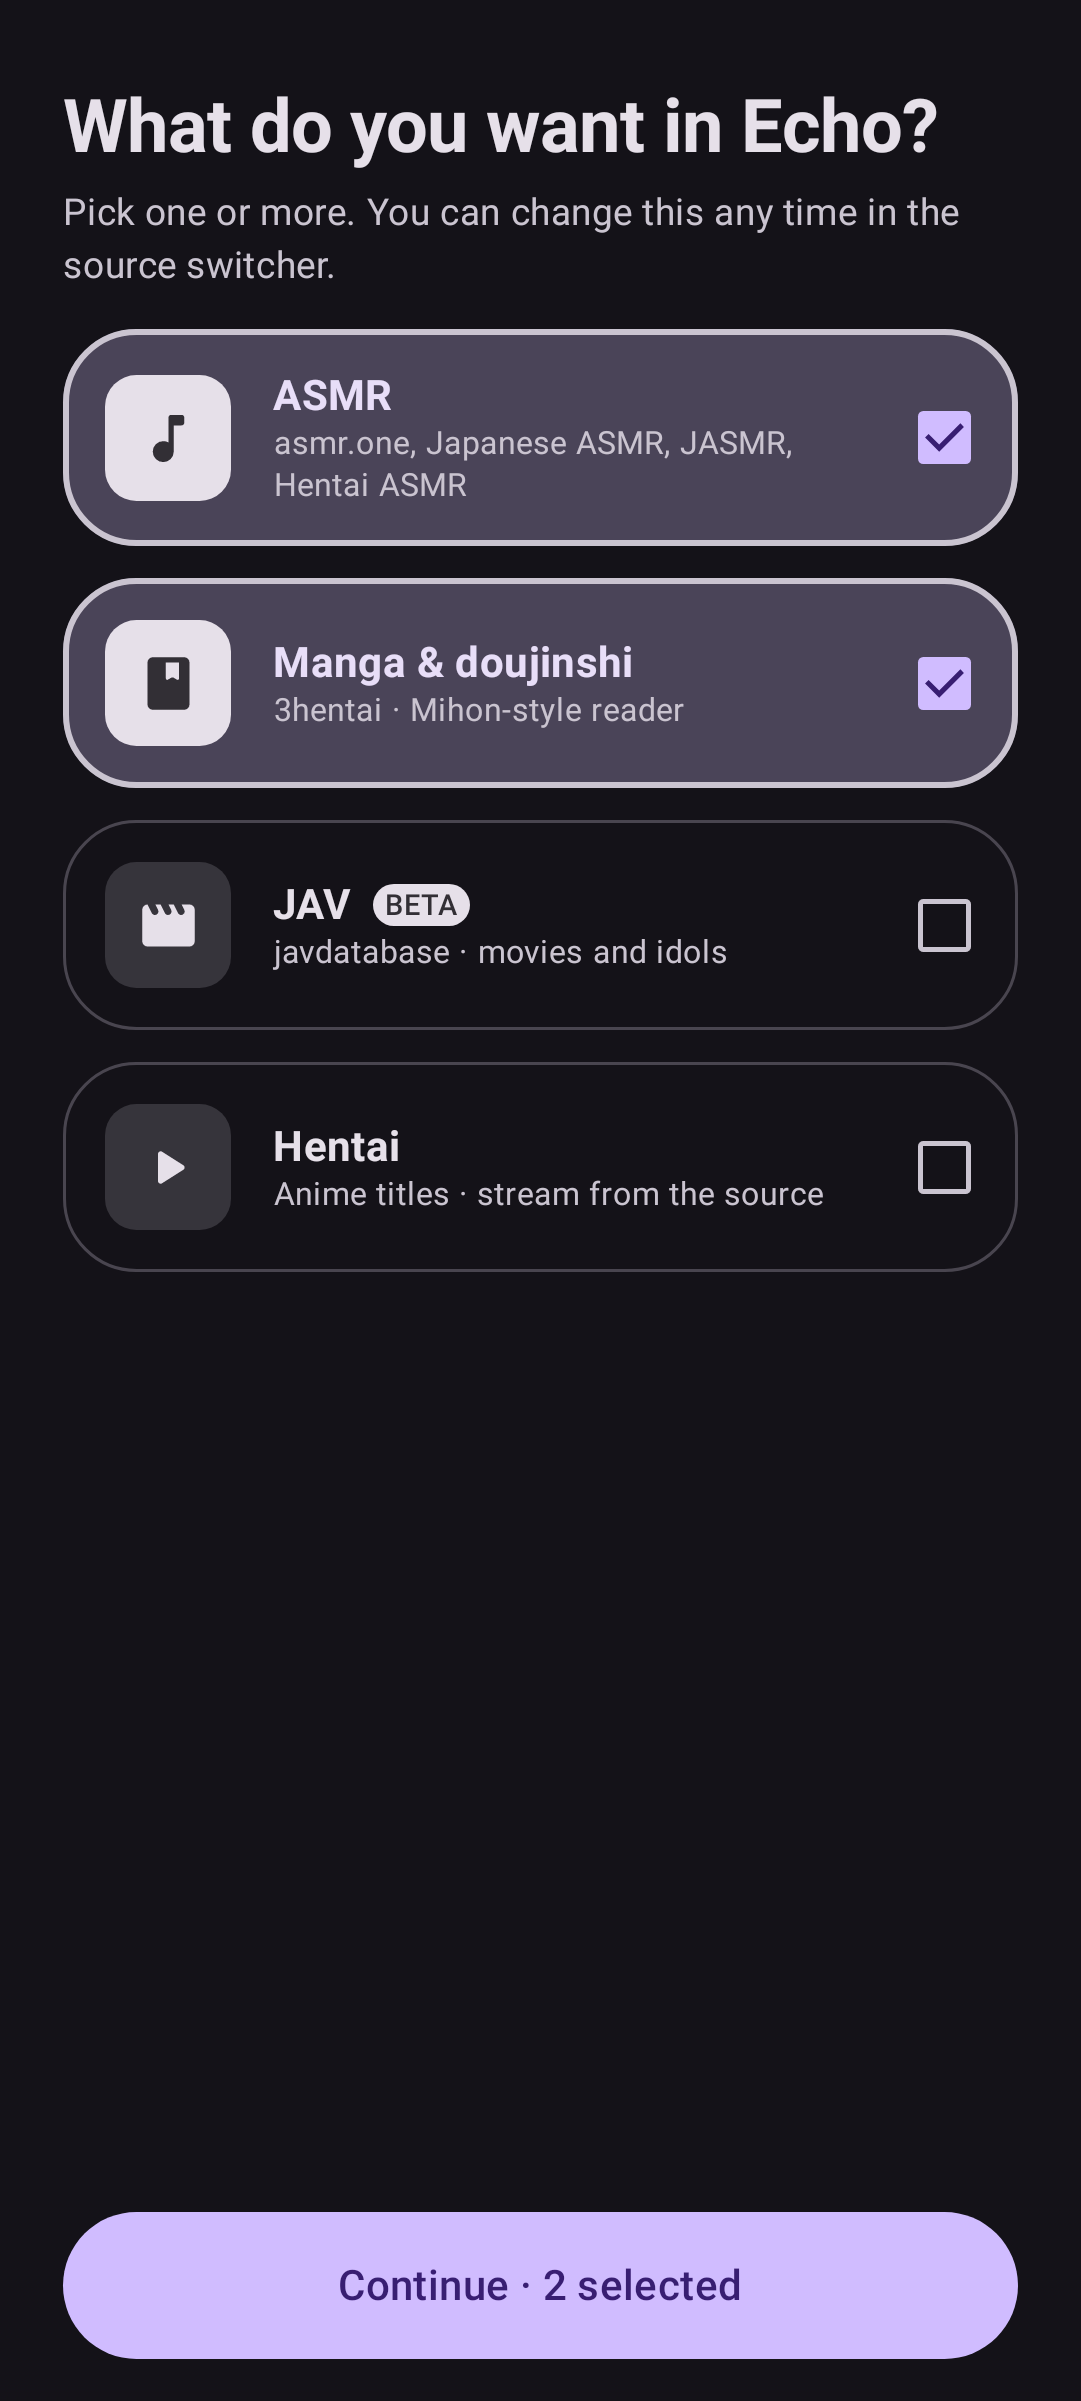 What do you want in Echo?
Pick one or more. You can change this any time in the
source switcher.
ASMR
asmr.one, Japanese ASMR, JASMR,
Hentai ASMR
Manga & doujinshi
3hentai · Mihon-style reader
JAV BETA
javdatabase · movies and idols
Hentai
Anime titles · stream from the source
Continue · 2 selected